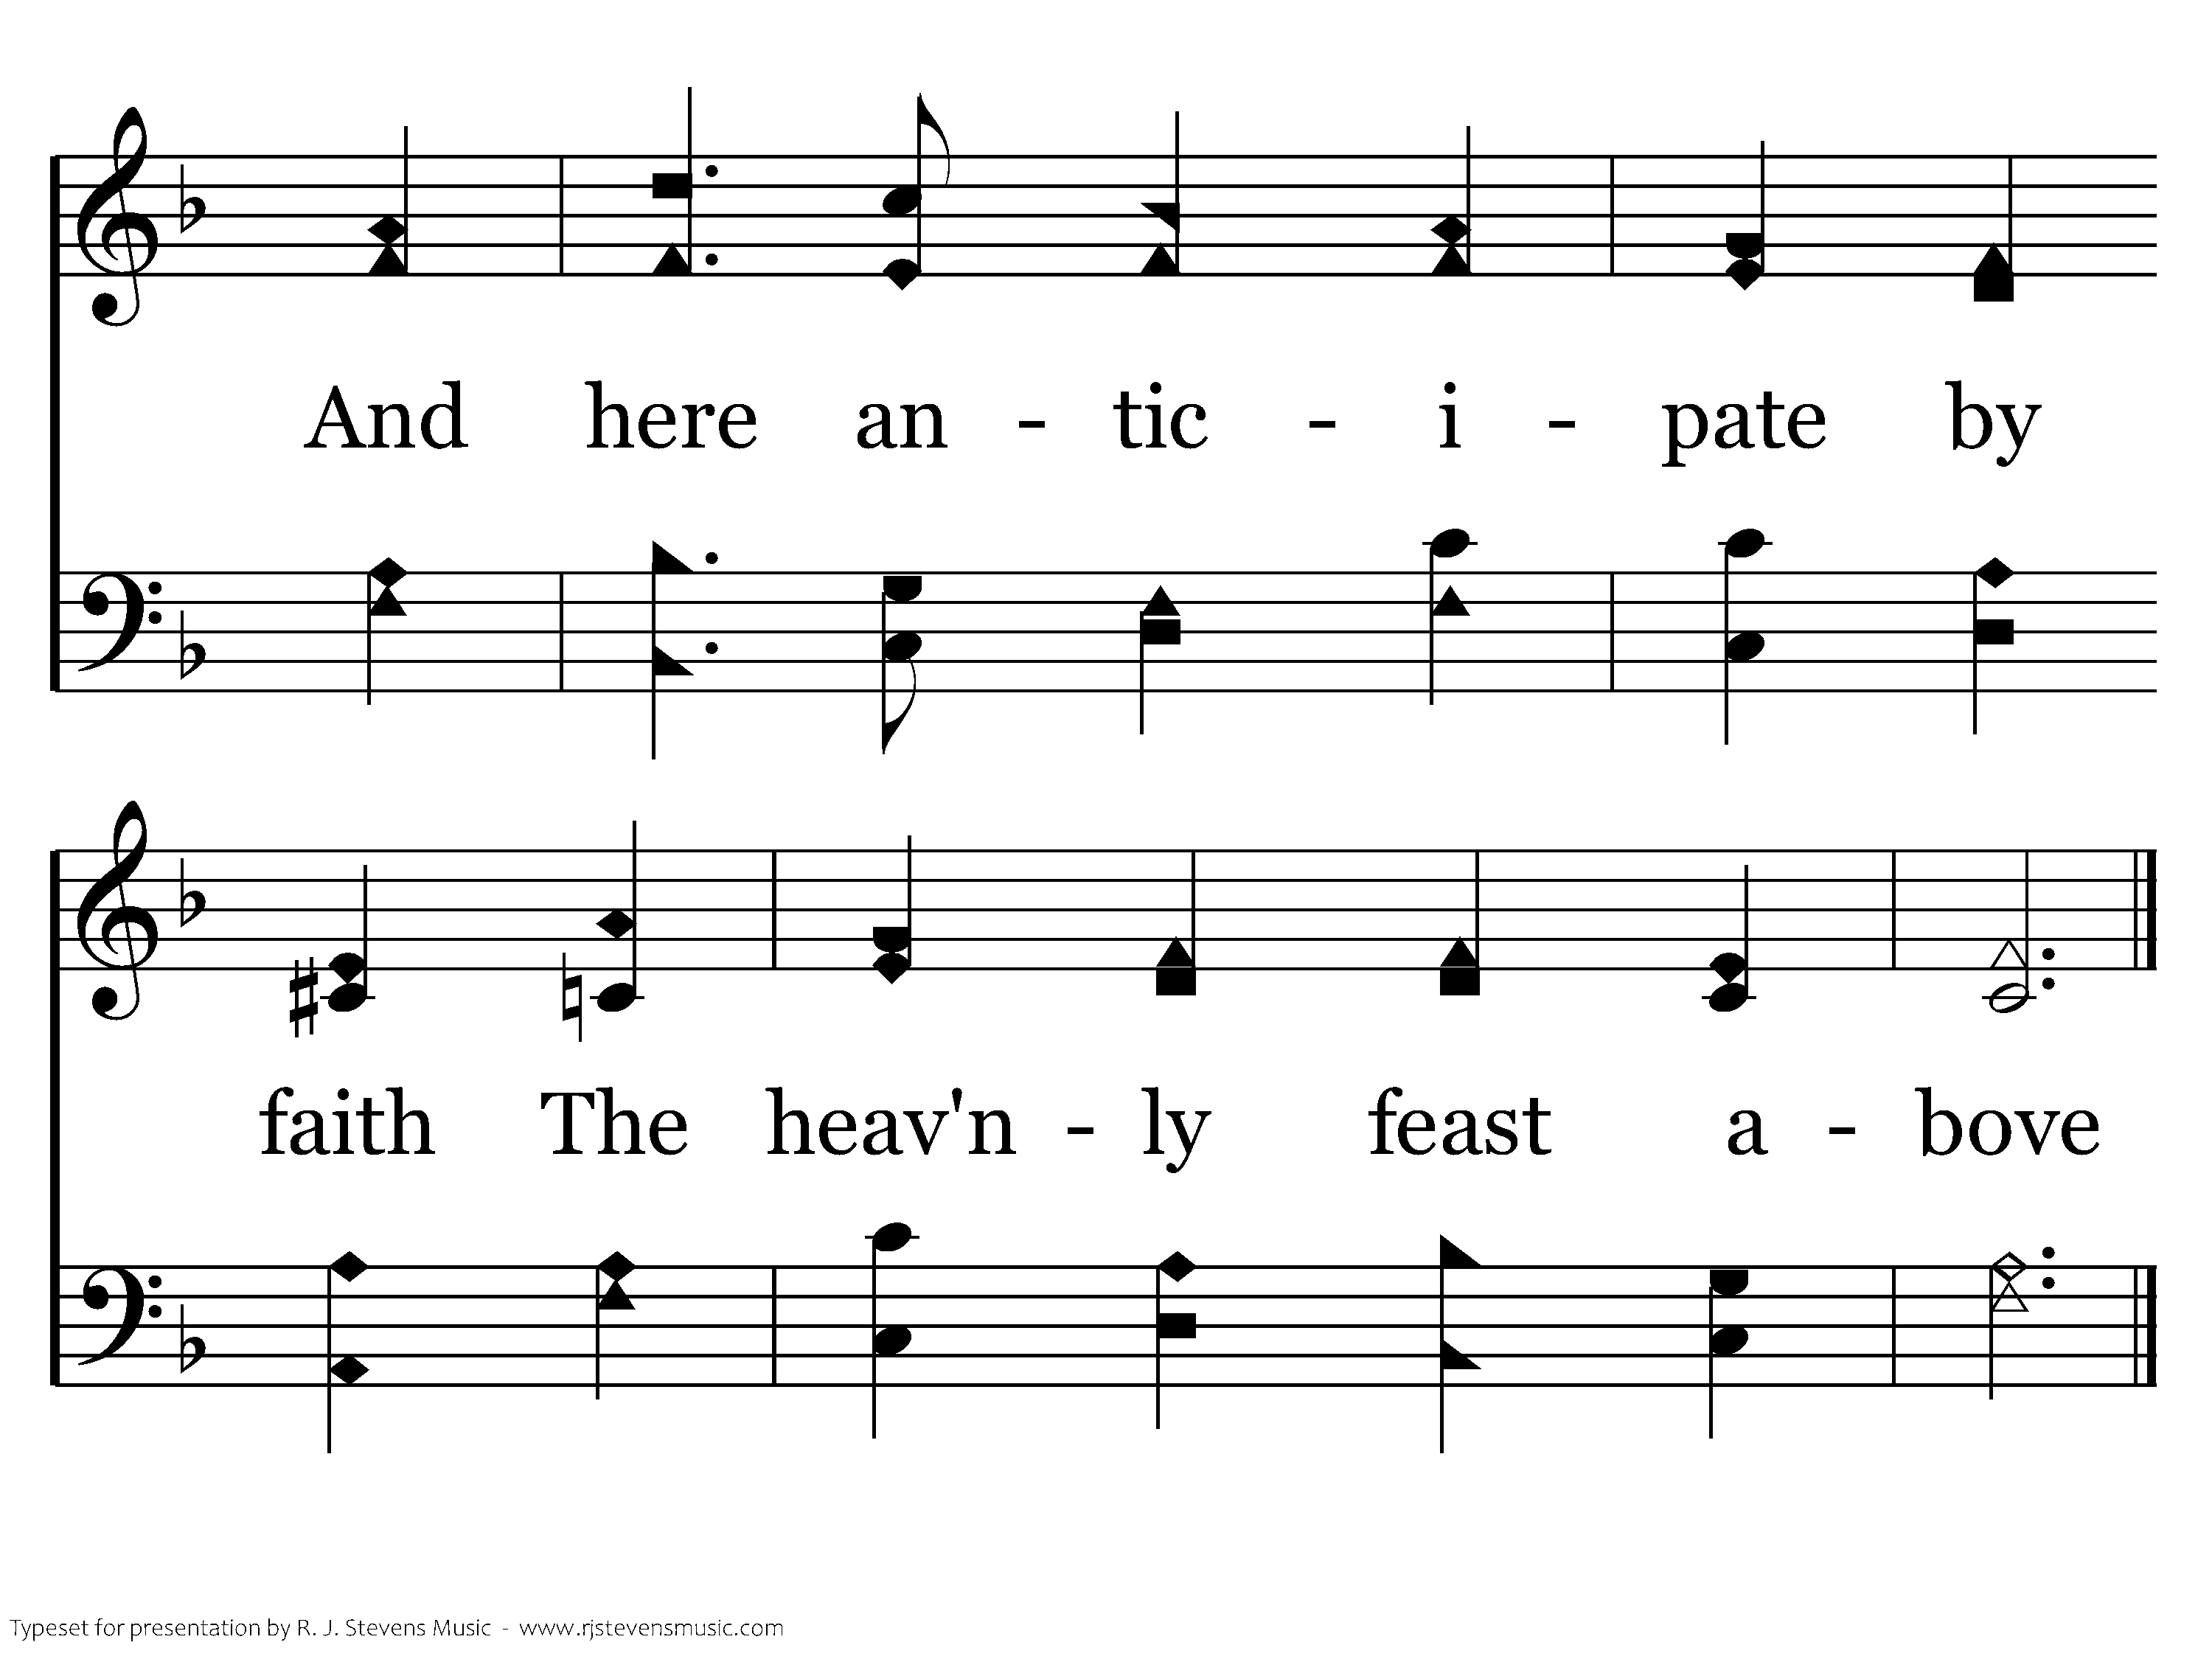 And here an - tic - i - pate by
faith The heav'n - ly feast a - bove
Typeset for presentation by R. J. Stevens Music - www.rjstevensmusic.com